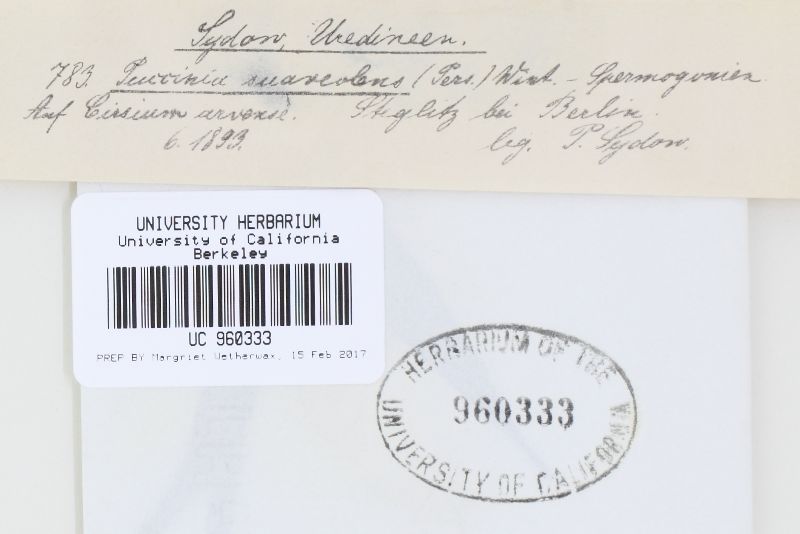 Sydow, Uredineen.
783. Puccinia suaveolens (Pers.) Wint. - Spermogonien
Auf Cirsium arvense. Steglitz bei Berlin.
6. 1893. leg. P. Sydow.
UNIVERSITY HERBARIUM
University of California
Berkeley
UC 960333
PREP BY Margriet Wetherwax, 15 Feb 2017
HERBARIUM OF THE
960333
UNIVERSITY OF CALIFORNIA